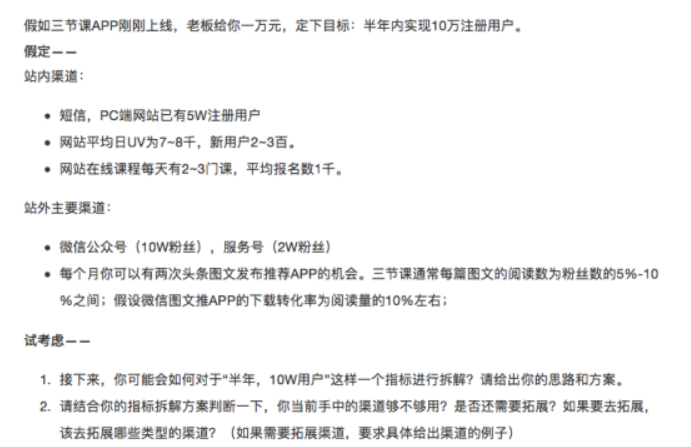 假如三节课APP刚刚上线，老板给你一万元，定下目标：半年内实现10万注册用户。
假定——
站内渠道：
• 短信，PC端网站已有5W注册用户
• 网站平均日UV为7~8千，新用户2~3百。
• 网站在线课程每天有2~3门课，平均报名数1千。
站外主要渠道：
• 微信公众号（10W粉丝），服务号（2W粉丝）
• 每个月你可以有两次头条图文发布推荐APP的机会。三节课通常每篇图文的阅读数为粉丝数的5%-10
%之间；假设微信图文推APP的下载转化率为阅读量的10%左右；
试考虑——
1. 接下来，你可能会如何对于“半年，10W用户”这样一个指标进行拆解？请给出你的思路和方案。
2. 请结合你的指标拆解方案判断一下，你当前手中的渠道够不够用？是否还需要拓展？如果要去拓展，
该去拓展哪些类型的渠道？（如果需要拓展渠道，要求具体给出渠道的例子）